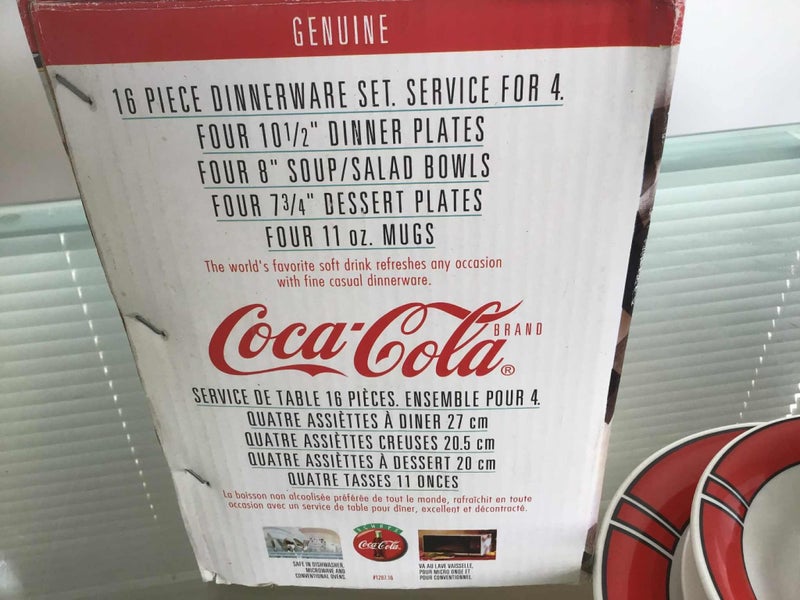 GENUINE
16 PIECE DINNERWARE SET. SERVICE FOR 4.
FOUR 10 1/2" DINNER PLATES
FOUR 8" SOUP/SALAD BOWLS
FOUR 7 3/4" DESSERT PLATES
FOUR 11 oz. MUGS
The world's favorite soft drink refreshes any occasion
with fine casual dinnerware.
Coca-Cola® BRAND
SERVICE DE TABLE 16 PIÈCES. ENSEMBLE POUR 4.
QUATRE ASSIÈTTES À DINER 27 cm
QUATRE ASSIÈTTES CREUSES 20.5 cm
QUATRE ASSIÈTTES À DESSERT 20 cm
QUATRE TASSES 11 ONCES
La boisson non alcoolisée préférée de tout le monde, rafraîchir en toute
occasion avec un service de table pour dîner, excellent et décontracté.
ALWAYS
Coca-Cola
SAFE IN DISHWASHER,
MICROWAVE AND
CONVENTIONAL OVENS.
VA AU LAVE VAISSELLE,
POUR MICRO ONDE ET
POUR CONVENTIONNEL.